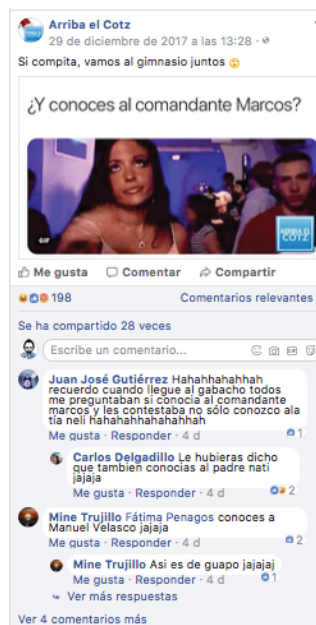 Arriba el Cotz
29 de diciembre de 2017 a las 13:28 ·
Si compita, vamos al gimnasio juntos
¿Y conoces al comandante Marcos?
GIF
ARRIBA EL
COTZ
Me gusta Comentar Compartir
198 Comentarios relevantes
Se ha compartido 28 veces
Escribe un comentario...
Juan José Gutiérrez Hahahhahahhah
recuerdo cuando llegue al gabacho todos
me preguntaban si conocia al comandante
marcos y les contestaba no sólo conozco ala
tía neli hahahahhahahahhah
Me gusta · Responder · 4 d 1
Carlos Delgadillo Le hubieras dicho
que tambien conocias al padre nati
jajaja
Me gusta · Responder · 4 d 2
Mine Trujillo Fátima Penagos conoces a
Manuel Velasco jajaja
Me gusta · Responder · 4 d 2
Mine Trujillo Asi es de guapo jajajaj
Me gusta · Responder · 4 d 1
Ver más respuestas
Ver 4 comentarios más